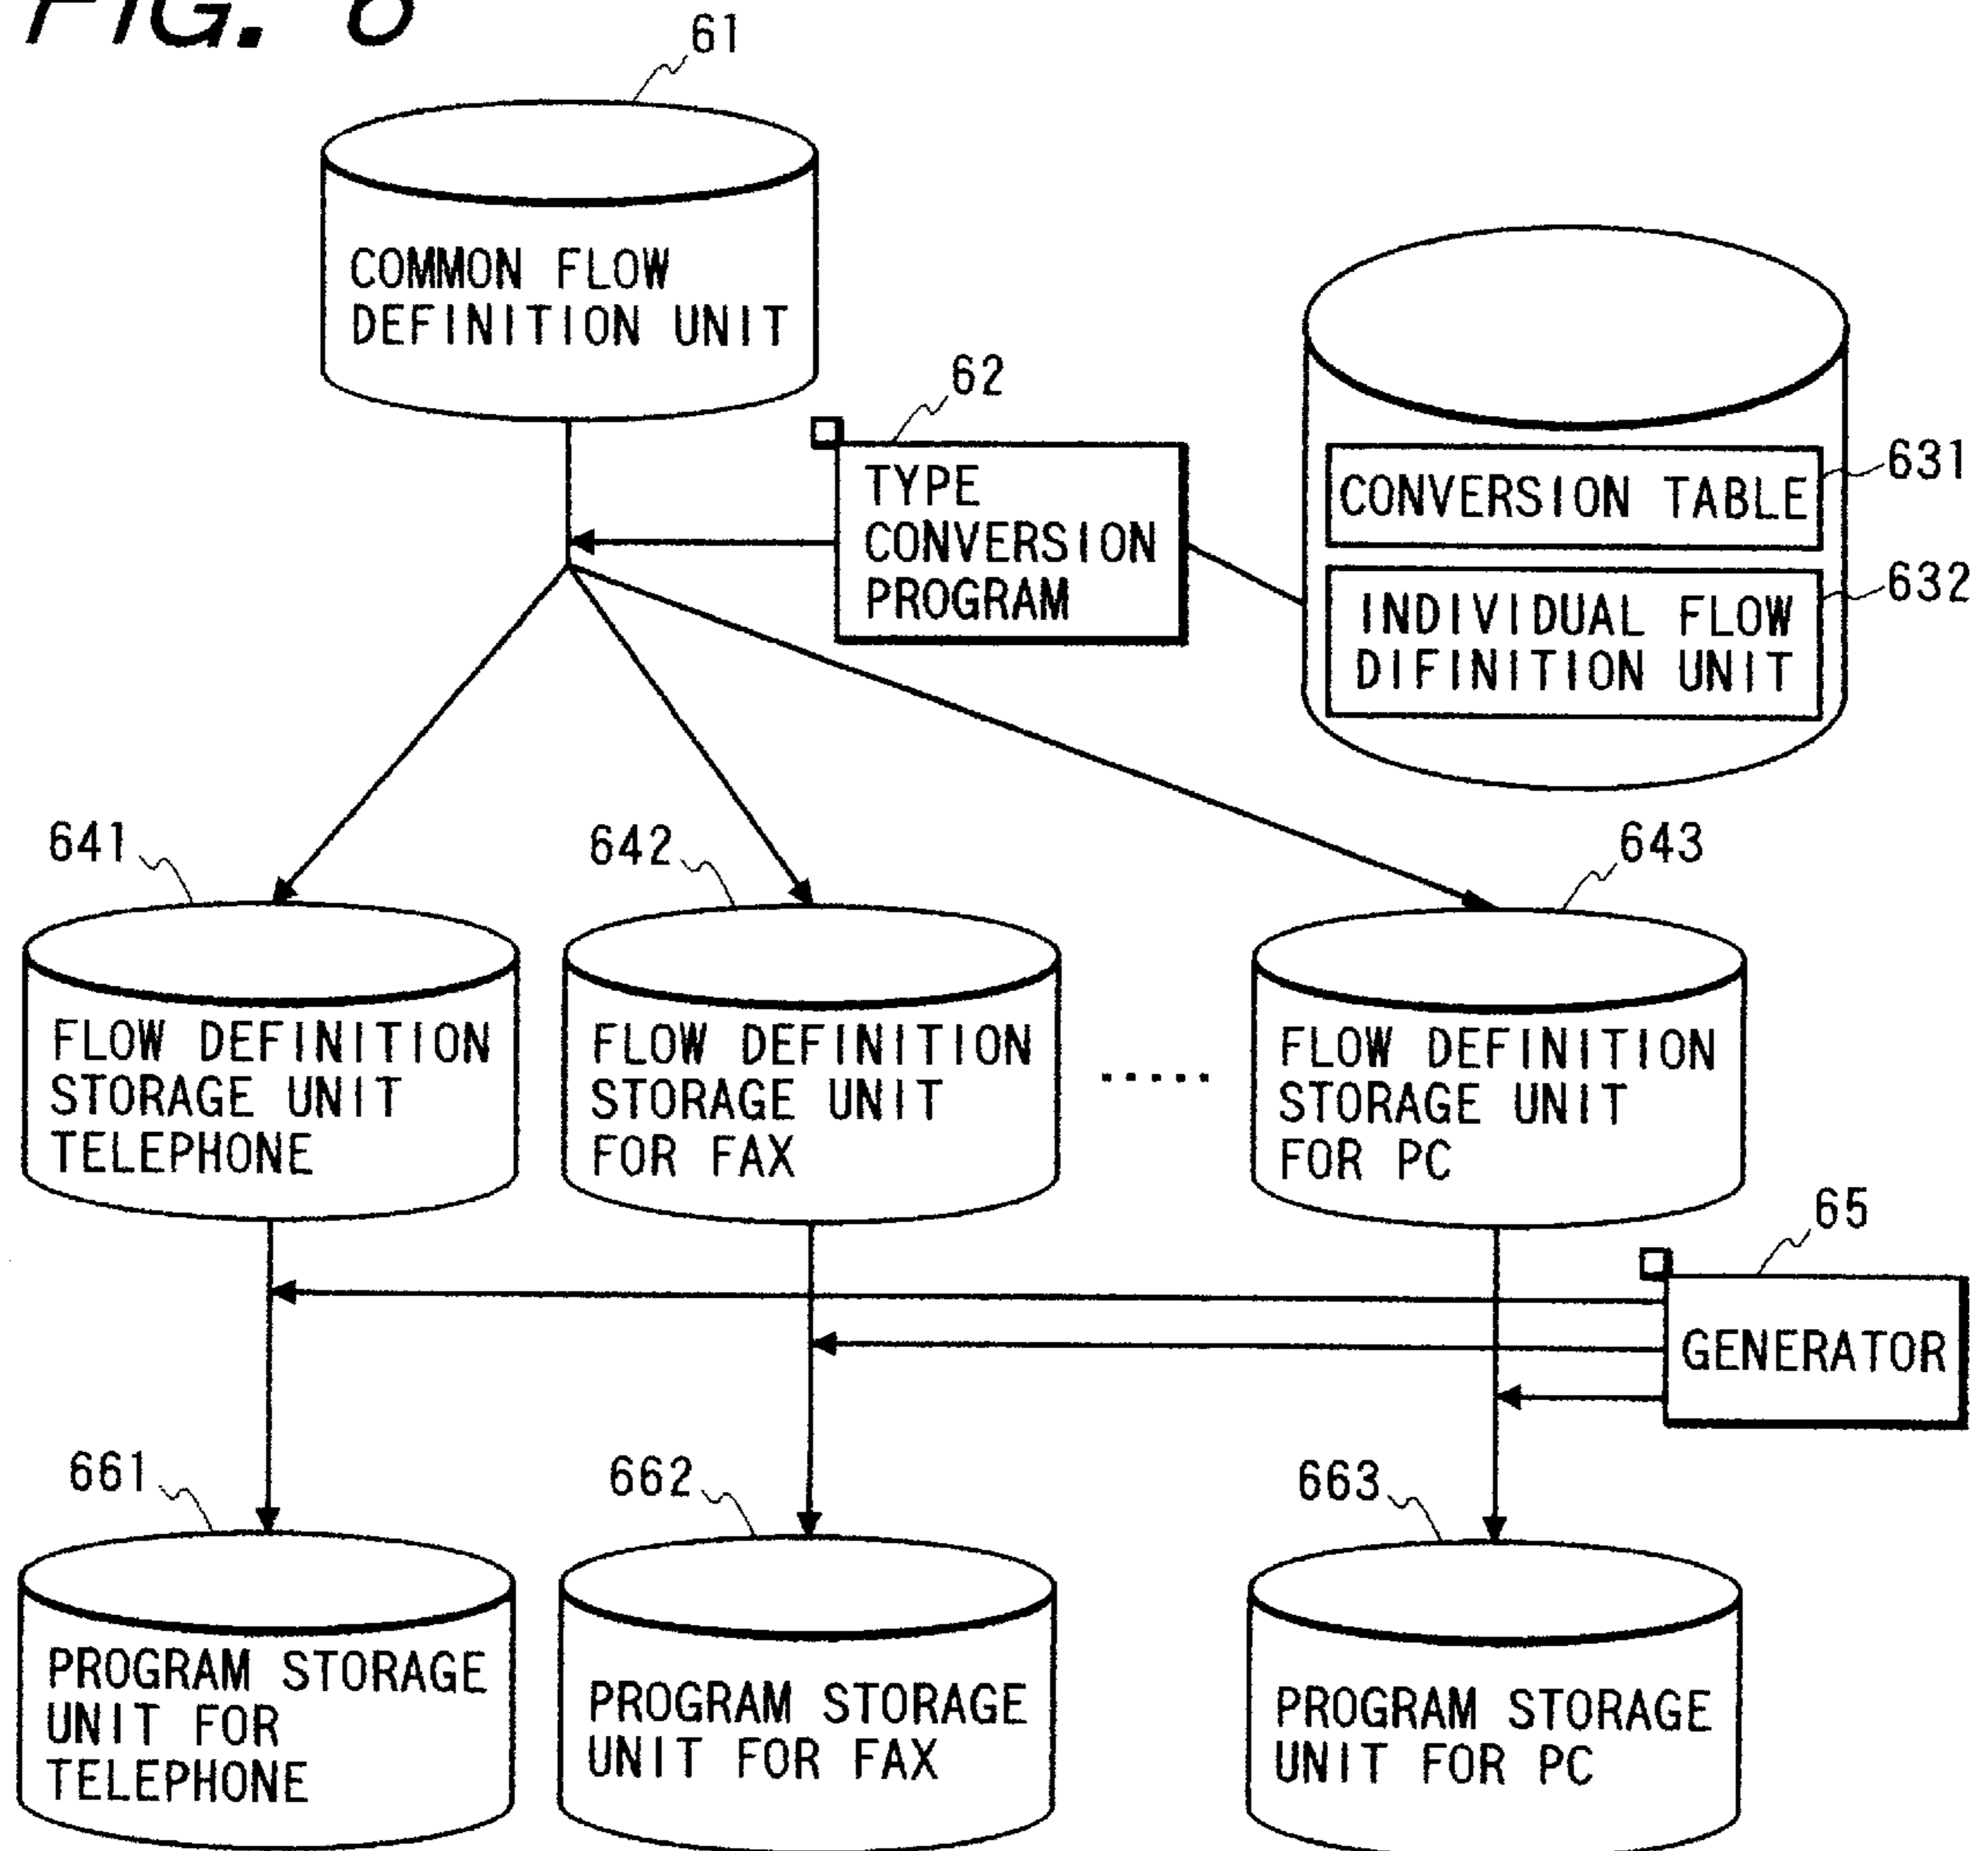 FIG. 6
61
COMMON FLOW
DEFINITION UNIT
62
TYPE
CONVERSION
PROGRAM
631
CONVERSION TABLE
632
INDIVIDUAL FLOW
DIFINITION UNIT
641
FLOW DEFINITION
STORAGE UNIT
TELEPHONE
642
FLOW DEFINITION
STORAGE UNIT
FOR FAX
.....
643
FLOW DEFINITION
STORAGE UNIT
FOR PC
65
GENERATOR
661
PROGRAM STORAGE
UNIT FOR
TELEPHONE
662
PROGRAM STORAGE
UNIT FOR FAX
663
PROGRAM STORAGE
UNIT FOR PC